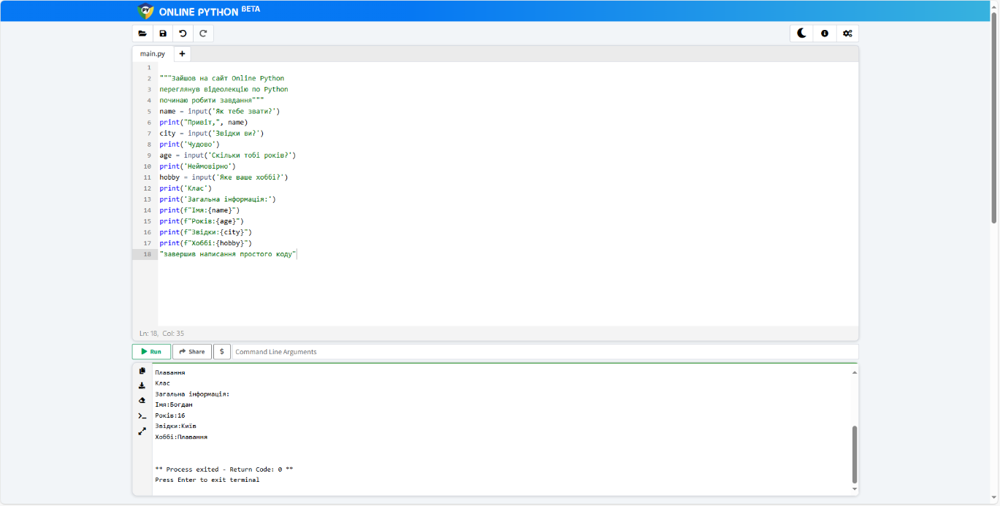 PY ONLINE PYTHON BETA
main.py +
1
2 """Зайшов на сайт Online Python
3 переглянув відеолекцію по Python
4 починаю робити завдання"""
5 name = input('Як тебе звати?')
6 print("Привіт,", name)
7 city = input('Звідки ви?')
8 print('Чудово')
9 age = input('Скільки тобі років?')
10 print('Неймовірно')
11 hobby = input('Яке ваше хоббі?')
12 print('Клас')
13 print('Загальна інформація:')
14 print(f"Імя:{name}")
15 print(f"Років:{age}")
16 print(f"Звідки:{city}")
17 print(f"Хоббі:{hobby}")
18 "завершив написання простого коду"
Ln: 18, Col: 35
Run Share $ Command Line Arguments
Плавання
Клас
Загальна інформація:
Імя:Богдан
Років:16
Звідки:Київ
Хоббі:Плавання
** Process exited - Return Code: 0 **
Press Enter to exit terminal